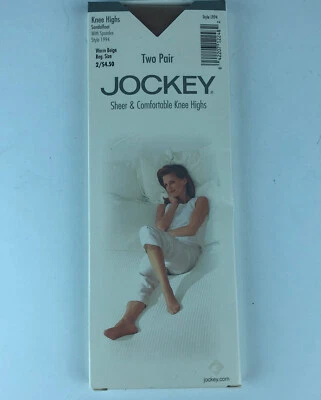 Knee Highs
Sandalfoot
With Spandex
Style 1994
Warm Beige
Reg. Size
2/$4.50
Style 1994
Two Pair
JOCKEY®
Sheer & Comfortable Knee Highs
jockey.com